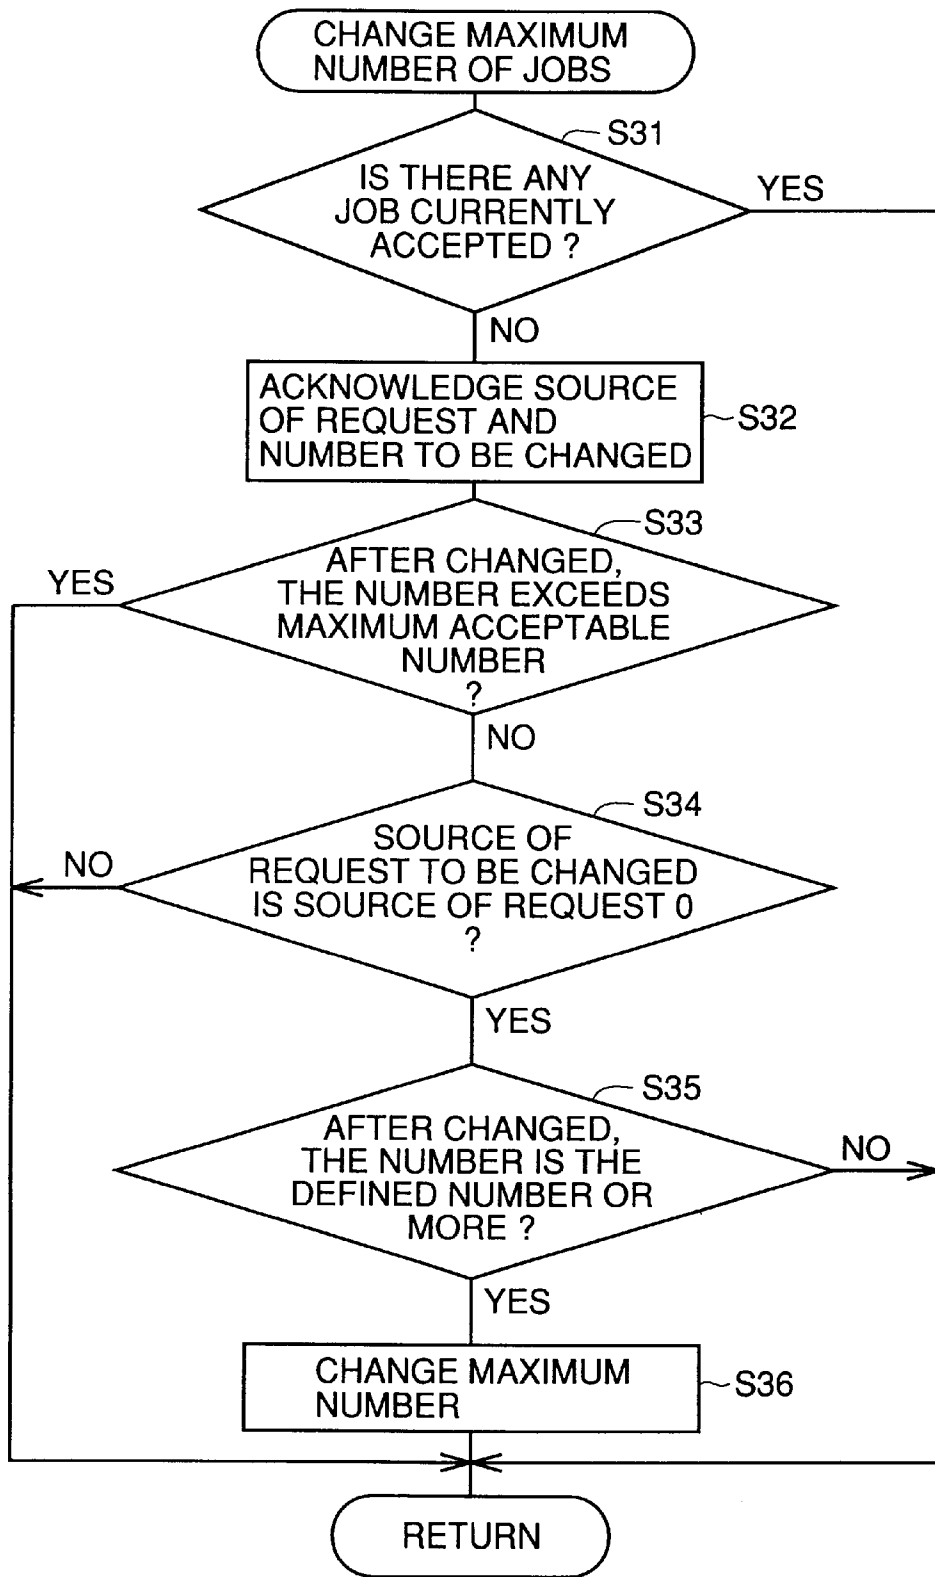 CHANGE MAXIMUM
NUMBER OF JOBS
S31
IS THERE ANY
JOB CURRENTLY
ACCEPTED ?
YES
NO
ACKNOWLEDGE SOURCE
OF REQUEST AND
NUMBER TO BE CHANGED
S32
S33
AFTER CHANGED,
THE NUMBER EXCEEDS
MAXIMUM ACCEPTABLE
NUMBER
?
YES
NO
S34
SOURCE OF
REQUEST TO BE CHANGED
IS SOURCE OF REQUEST 0
?
NO
YES
S35
AFTER CHANGED,
THE NUMBER IS THE
DEFINED NUMBER OR
MORE ?
NO
YES
CHANGE MAXIMUM
NUMBER
S36
RETURN